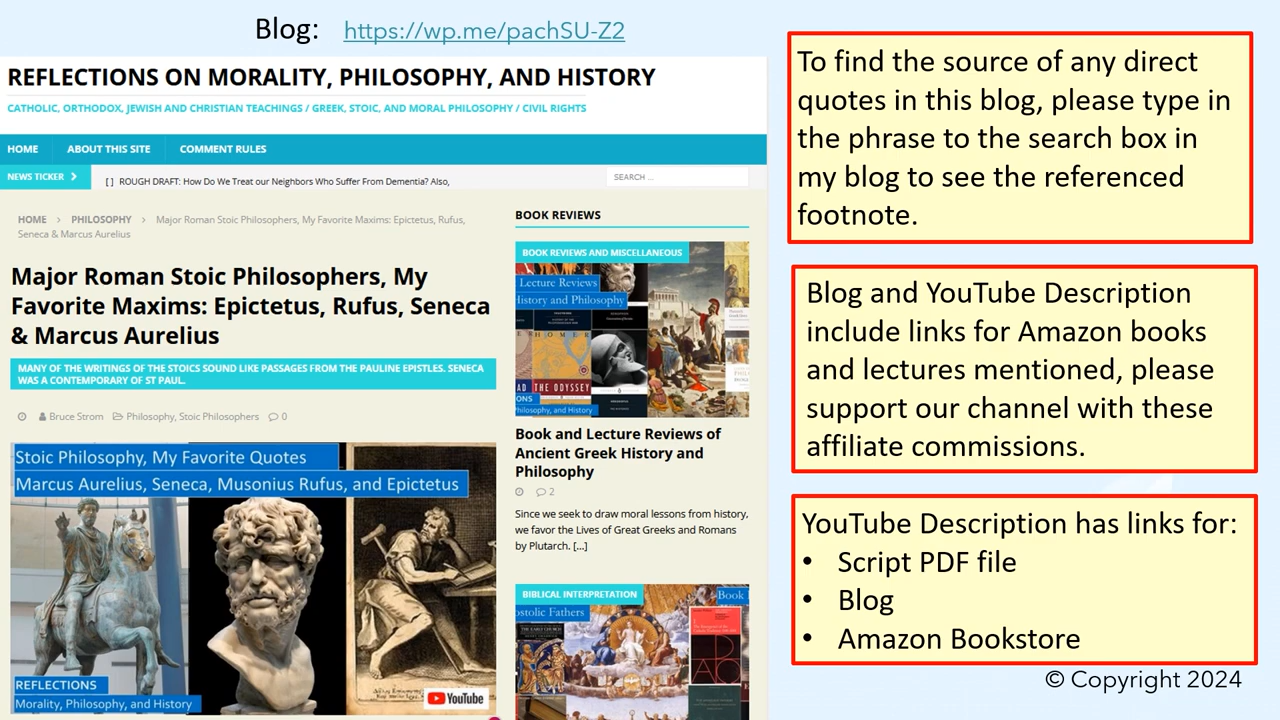 Blog: https://wp.me/pachSU-Z2
REFLECTIONS ON MORALITY, PHILOSOPHY, AND HISTORY
CATHOLIC, ORTHODOX, JEWISH AND CHRISTIAN TEACHINGS / GREEK, STOIC, AND MORAL PHILOSOPHY / CIVIL RIGHTS
HOME ABOUT THIS SITE COMMENT RULES
NEWS TICKER [ ] ROUGH DRAFT: How Do We Treat our Neighbors Who Suffer From Dementia? Also,
SEARCH ...
HOME > PHILOSOPHY > Major Roman Stoic Philosophers, My Favorite Maxims: Epictetus, Rufus,
Seneca & Marcus Aurelius
Major Roman Stoic Philosophers, My
Favorite Maxims: Epictetus, Rufus, Seneca
& Marcus Aurelius
MANY OF THE WRITINGS OF THE STOICS SOUND LIKE PASSAGES FROM THE PAULINE EPISTLES. SENECA
WAS A CONTEMPORARY OF ST PAUL.
Bruce Strom Philosophy, Stoic Philosophers 0
Stoic Philosophy, My Favorite Quotes
Marcus Aurelius, Seneca, Musonius Rufus, and Epictetus
REFLECTIONS
Morality, Philosophy, and History
YouTube
BOOK REVIEWS
BOOK REVIEWS AND MISCELLANEOUS
Lecture Reviews
History and Philosophy
HOMER
THE ODYSSEY
Philosophy, and History
Book and Lecture Reviews of
Ancient Greek History and
Philosophy
2
Since we seek to draw moral lessons from history,
we favor the Lives of Great Greeks and Romans
by Plutarch. [...]
BIBLICAL INTERPRETATION
ostolic Fathers
Book
To find the source of any direct
quotes in this blog, please type in
the phrase to the search box in
my blog to see the referenced
footnote.
Blog and YouTube Description
include links for Amazon books
and lectures mentioned, please
support our channel with these
affiliate commissions.
YouTube Description has links for:
• Script PDF file
• Blog
• Amazon Bookstore
© Copyright 2024